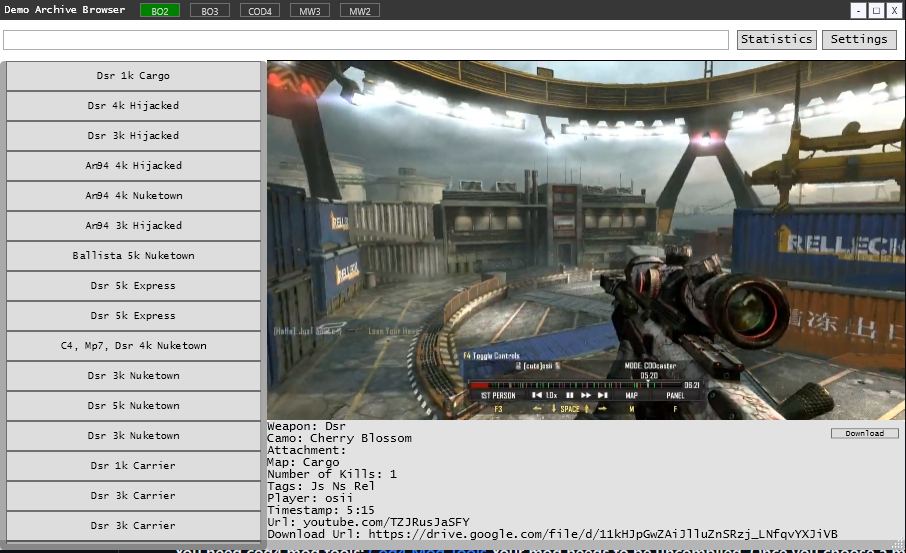 Demo Archive Browser BO2 BO3 COD4 MW3 MW2 - □ X
Statistics Settings
Dsr 1k Cargo
Dsr 4k Hijacked
Dsr 3k Hijacked
An94 4k Hijacked
An94 4k Nuketown
An94 3k Hijacked
Ballista 5k Nuketown
Dsr 5k Express
Dsr 5k Express
C4, Mp7, Dsr 4k Nuketown
Dsr 3k Nuketown
Dsr 5k Nuketown
Dsr 3k Nuketown
Dsr 1k Carrier
Dsr 3k Carrier
Dsr 3k Carrier
RELLECH
F4 Toggle Controls
[cute]osii
MODE: CODcaster
05:20
06:21
1ST PERSON 1.0x MAP PANEL
F3 SPACE M F
Weapon: Dsr
Camo: Cherry Blossom
Attachment:
Map: Cargo
Number of Kills: 1
Tags: Js Ns Rel
Player: osii
Timestamp: 5:15
Url: youtube.com/TZJRusJaSFY
Download Url: https://drive.google.com/file/d/11kHJpGwZAiJlluZnSRzj_LNfqvYXJiVB
Download